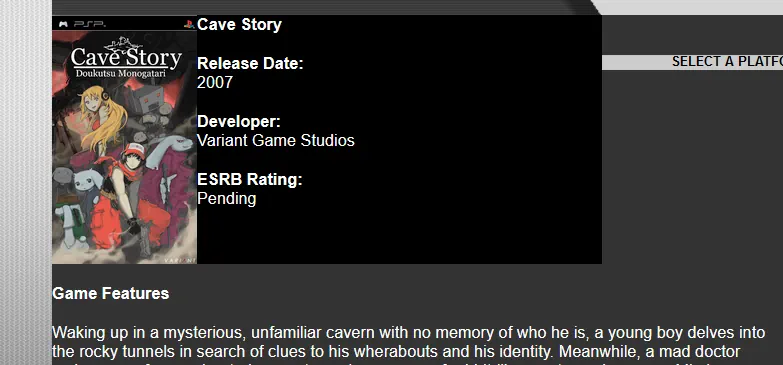 PSP
Cave Story
Doukutsu Monogatari
VARIANT
Cave Story
Release Date:
2007
Developer:
Variant Game Studios
ESRB Rating:
Pending
SELECT A PLATFO
Game Features
Waking up in a mysterious, unfamiliar cavern with no memory of who he is, a young boy delves into
the rocky tunnels in search of clues to his wherabouts and his identity. Meanwhile, a mad doctor